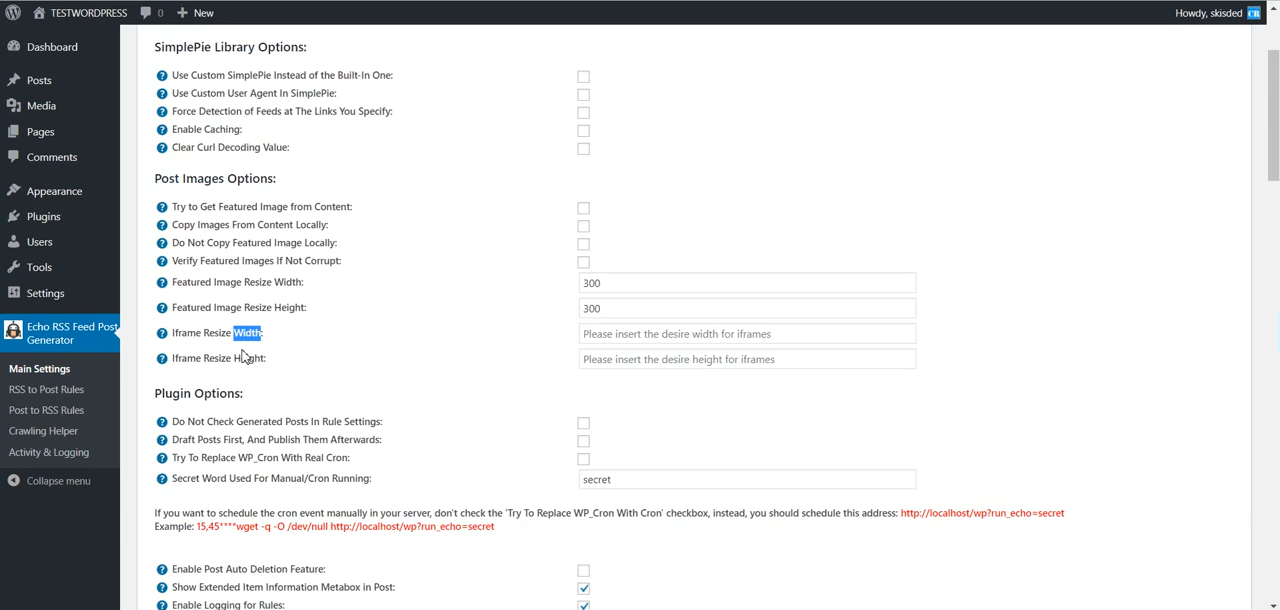 TESTWORDPRESS 0 New Howdy, skisded CR
Dashboard
Posts
Media
Pages
Comments
Appearance
Plugins
Users
Tools
Settings
Echo RSS Feed Post
Generator
Main Settings
RSS to Post Rules
Post to RSS Rules
Crawling Helper
Activity & Logging
Collapse menu
SimplePie Library Options:
Use Custom SimplePie Instead of the Built-In One:
Use Custom User Agent In SimplePie:
Force Detection of Feeds at The Links You Specify:
Enable Caching:
Clear Curl Decoding Value:
Post Images Options:
Try to Get Featured Image from Content:
Copy Images From Content Locally:
Do Not Copy Featured Image Locally:
Verify Featured Images If Not Corrupt:
Featured Image Resize Width: 300
Featured Image Resize Height: 300
Iframe Resize Width: Please insert the desire width for iframes
Iframe Resize Height: Please insert the desire height for iframes
Plugin Options:
Do Not Check Generated Posts In Rule Settings:
Draft Posts First, And Publish Them Afterwards:
Try To Replace WP_Cron With Real Cron:
Secret Word Used For Manual/Cron Running: secret
If you want to schedule the cron event manually in your server, don't check the 'Try To Replace WP_Cron With Cron' checkbox, instead, you should schedule this address: http://localhost/wp?run_echo=secret
Example: 15,45****wget -q -O /dev/null http://localhost/wp?run_echo=secret
Enable Post Auto Deletion Feature:
Show Extended Item Information Metabox in Post:
Enable Logging for Rules: